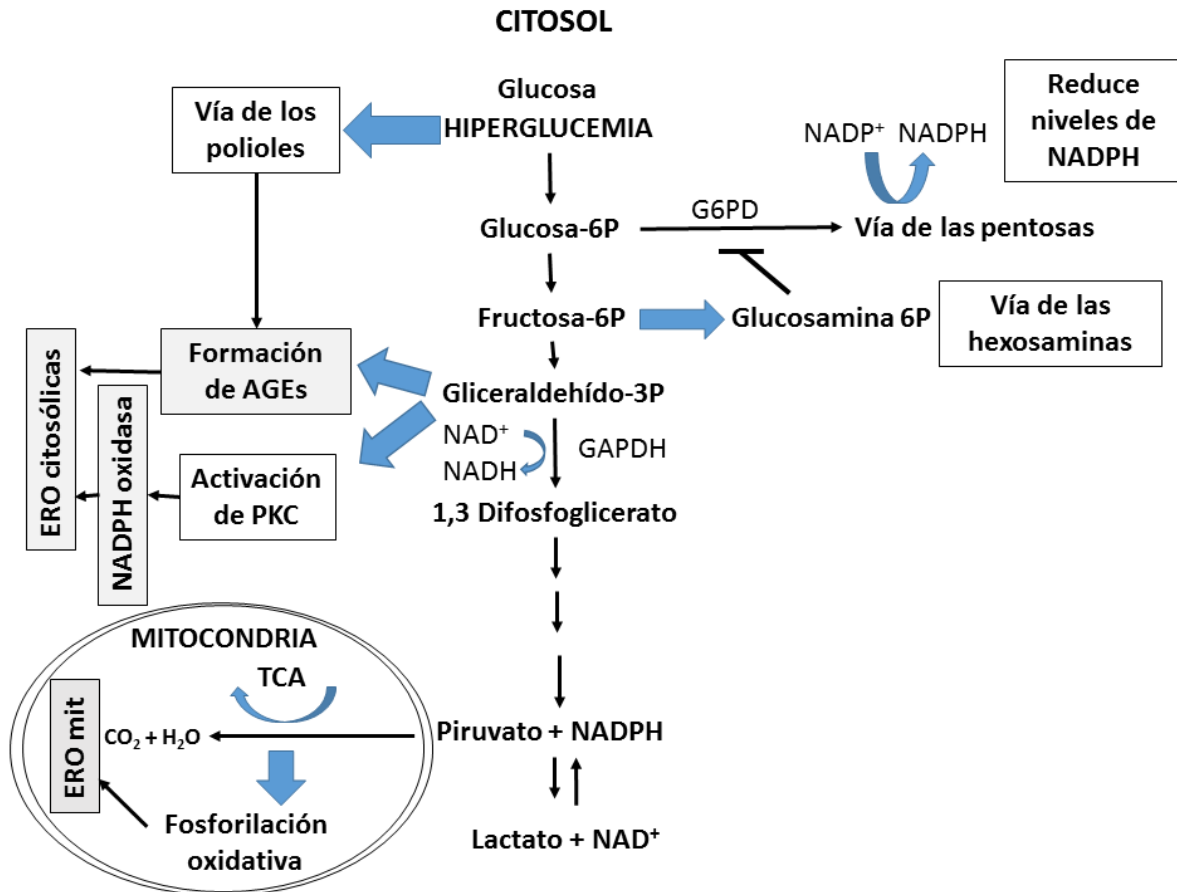 CITOSOL
Glucosa
HIPERGLUCEMIA
Vía de los
polioles
NADP⁺ NADPH
Reduce
niveles de
NADPH
Glucosa-6P
G6PD
Vía de las pentosas
Fructosa-6P
Glucosamina 6P
Vía de las
hexosaminas
Formación
de AGEs
Gliceraldehído-3P
NAD⁺
NADH
GAPDH
ERO citosólicas
NADPH oxidasa
Activación
de PKC
1,3 Difosfoglicerato
MITOCONDRIA
TCA
ERO mit
CO₂ + H₂O
Piruvato + NADPH
Fosforilación
oxidativa
Lactato + NAD⁺